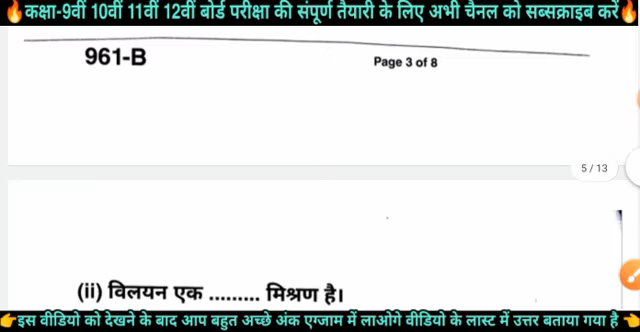 🔥कक्षा-9वीं 10वीं 11वीं 12वीं बोर्ड परीक्षा की संपूर्ण तैयारी के लिए अभी चैनल को सब्सक्राइब करें🔥
961-B
Page 3 of 8
5 / 13
(ii) विलयन एक ......... मिश्रण है।
👉इस वीडियो को देखने के बाद आप बहुत अच्छे अंक एग्जाम में लाओगे वीडियो के लास्ट में उत्तर बताया गया है👈